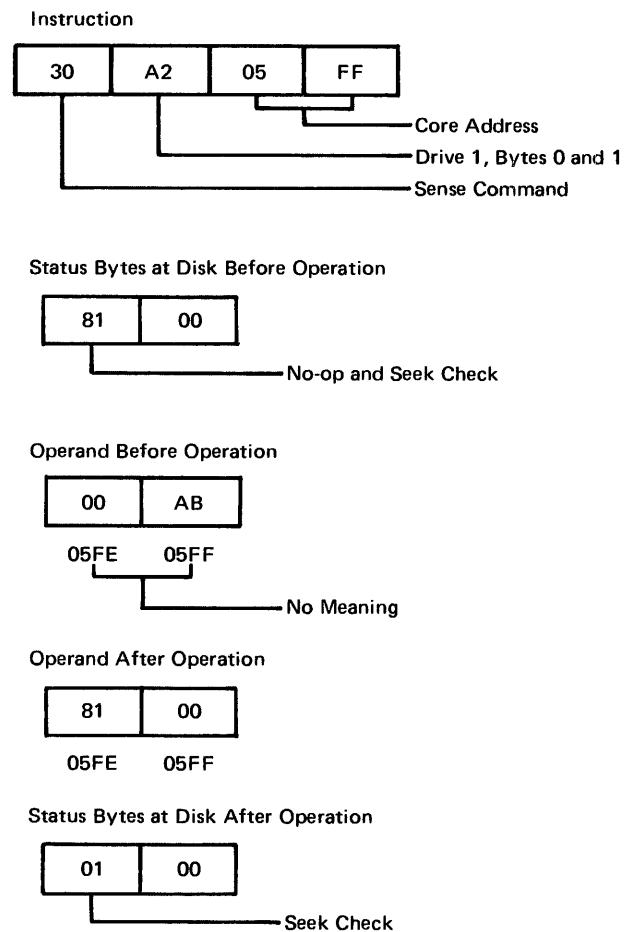 Instruction
30 A2 05 FF
Core Address
Drive 1, Bytes 0 and 1
Sense Command
Status Bytes at Disk Before Operation
81 00
No-op and Seek Check
Operand Before Operation
00 AB
05FE 05FF
No Meaning
Operand After Operation
81 00
05FE 05FF
Status Bytes at Disk After Operation
01 00
Seek Check